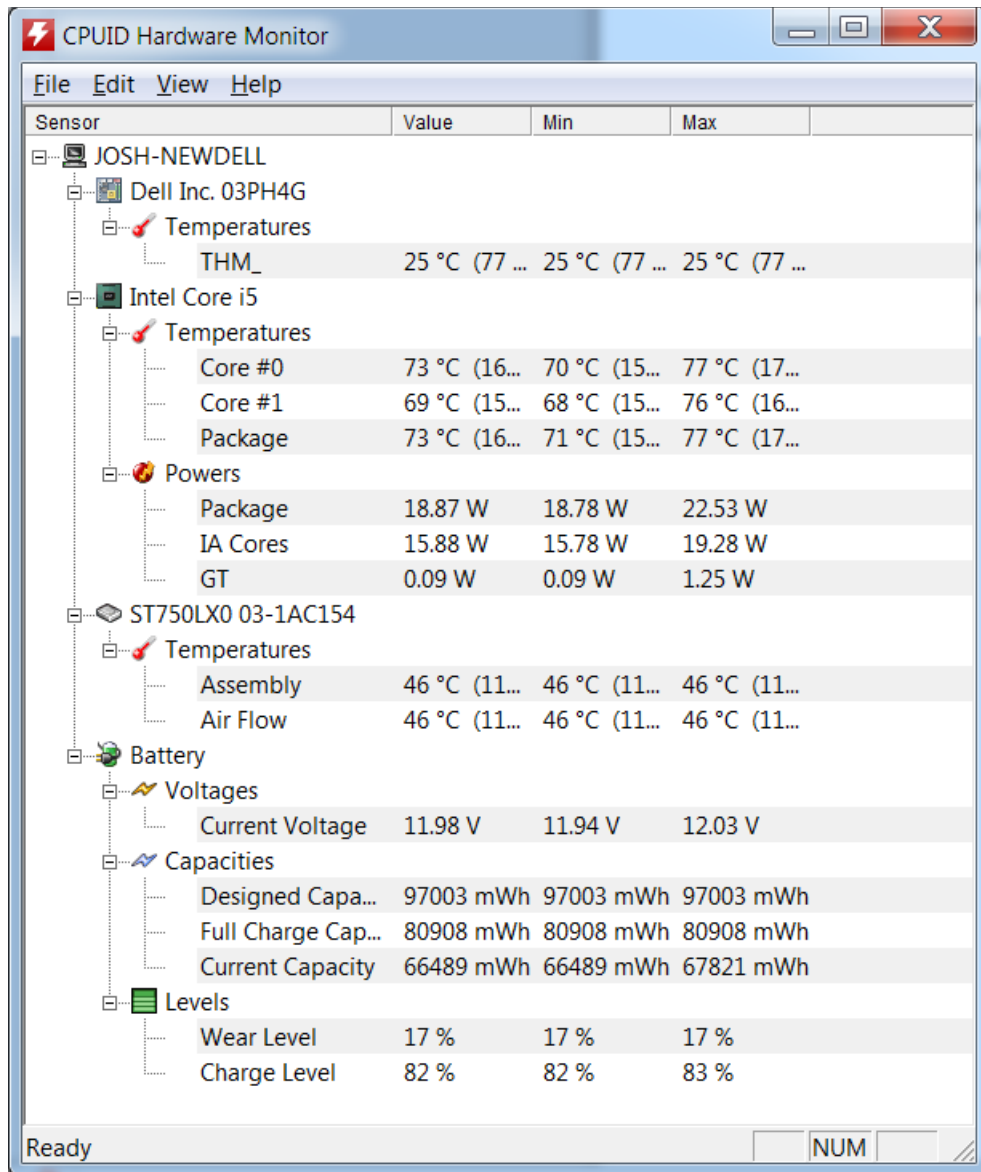 CPUID Hardware Monitor
File Edit View Help
Sensor Value Min Max
JOSH-NEWDELL
Dell Inc. 03PH4G
Temperatures
THM_ 25 °C (77 ... 25 °C (77 ... 25 °C (77 ...
Intel Core i5
Temperatures
Core #0 73 °C (16... 70 °C (15... 77 °C (17...
Core #1 69 °C (15... 68 °C (15... 76 °C (16...
Package 73 °C (16... 71 °C (15... 77 °C (17...
Powers
Package 18.87 W 18.78 W 22.53 W
IA Cores 15.88 W 15.78 W 19.28 W
GT 0.09 W 0.09 W 1.25 W
ST750LX0 03-1AC154
Temperatures
Assembly 46 °C (11... 46 °C (11... 46 °C (11...
Air Flow 46 °C (11... 46 °C (11... 46 °C (11...
Battery
Voltages
Current Voltage 11.98 V 11.94 V 12.03 V
Capacities
Designed Capa... 97003 mWh 97003 mWh 97003 mWh
Full Charge Cap... 80908 mWh 80908 mWh 80908 mWh
Current Capacity 66489 mWh 66489 mWh 67821 mWh
Levels
Wear Level 17 % 17 % 17 %
Charge Level 82 % 82 % 83 %
Ready NUM